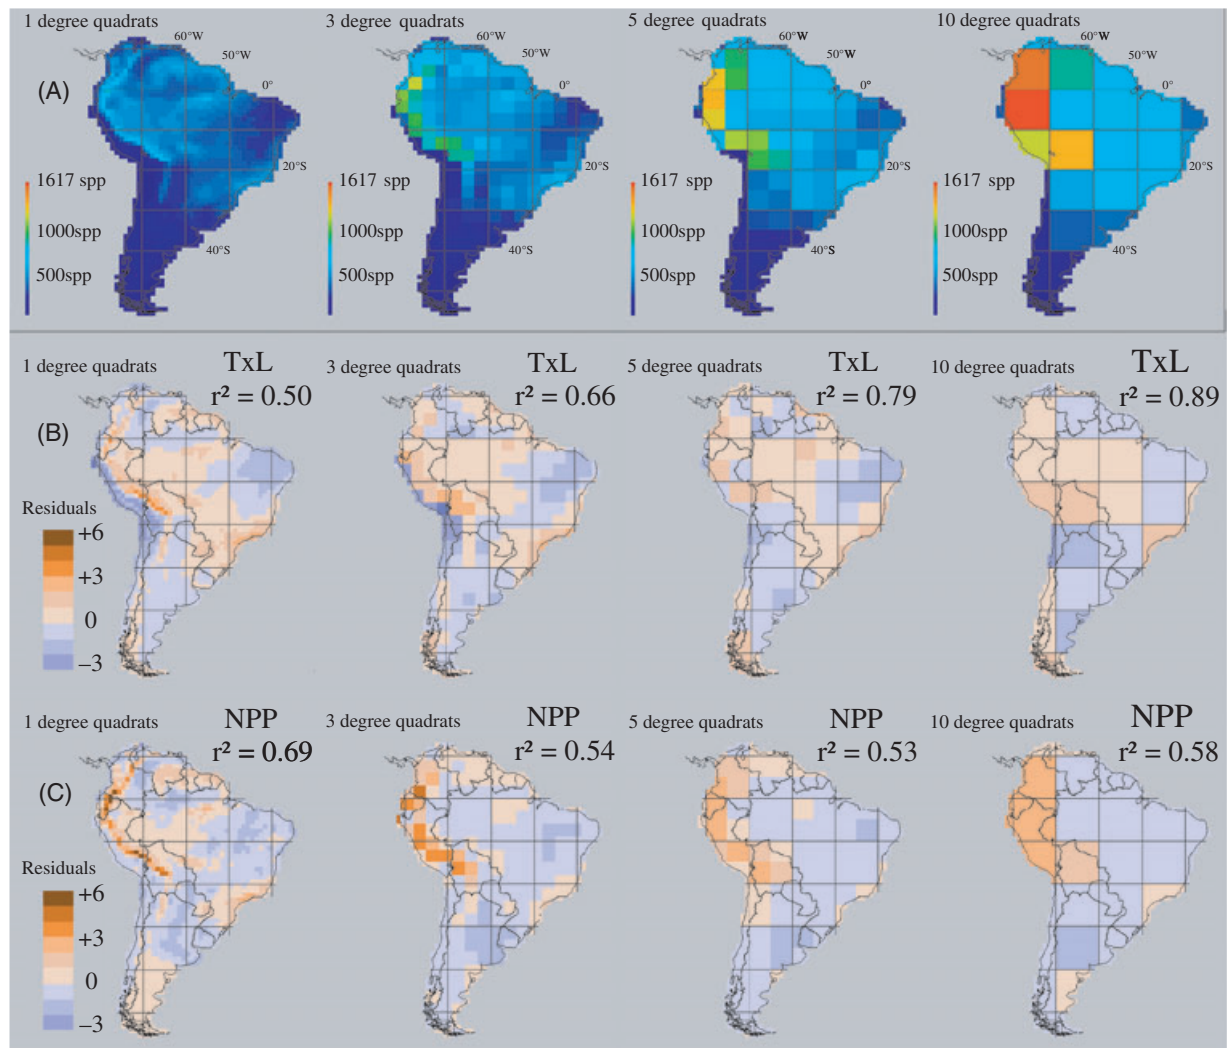 1 degree quadrats
3 degree quadrats
5 degree quadrats
10 degree quadrats
(A)
60°W
50°W
0°
20°S
40°S
1617 spp
1000spp
500spp
60°W
50°W
0°
20°S
40°S
1617 spp
1000spp
500spp
60°W
50°W
0°
20°S
40°S
1617 spp
1000spp
500spp
60°W
50°W
0°
20°S
40°S
1617 spp
1000spp
500spp
(B)
1 degree quadrats
TxL
r² = 0.50
3 degree quadrats
TxL
r² = 0.66
5 degree quadrats
TxL
r² = 0.79
10 degree quadrats
TxL
r² = 0.89
Residuals
+6
+3
0
–3
(C)
1 degree quadrats
NPP
r² = 0.69
3 degree quadrats
NPP
r² = 0.54
5 degree quadrats
NPP
r² = 0.53
10 degree quadrats
NPP
r² = 0.58
Residuals
+6
+3
0
–3